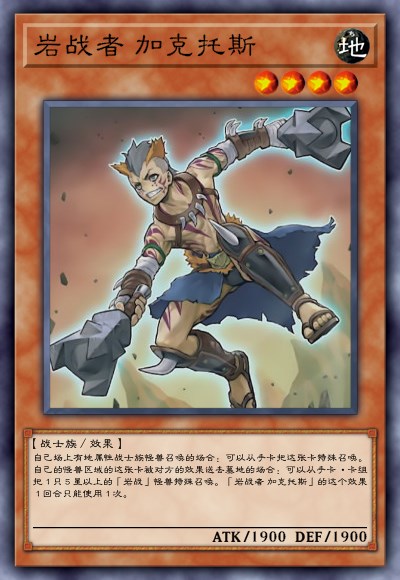 岩战者 加克托斯
地
【战士族／效果】
自己场上有地属性战士族怪兽召唤的场合：可以从手卡把这张卡特殊召唤。
自己的怪兽区域的这张卡被对方的效果送去墓地的场合：可以从手卡・卡组
把1只5星以上的「岩战」怪兽特殊召唤。「岩战者 加克托斯」的这个效果
1回合只能使用1次。
ATK/1900 DEF/1900